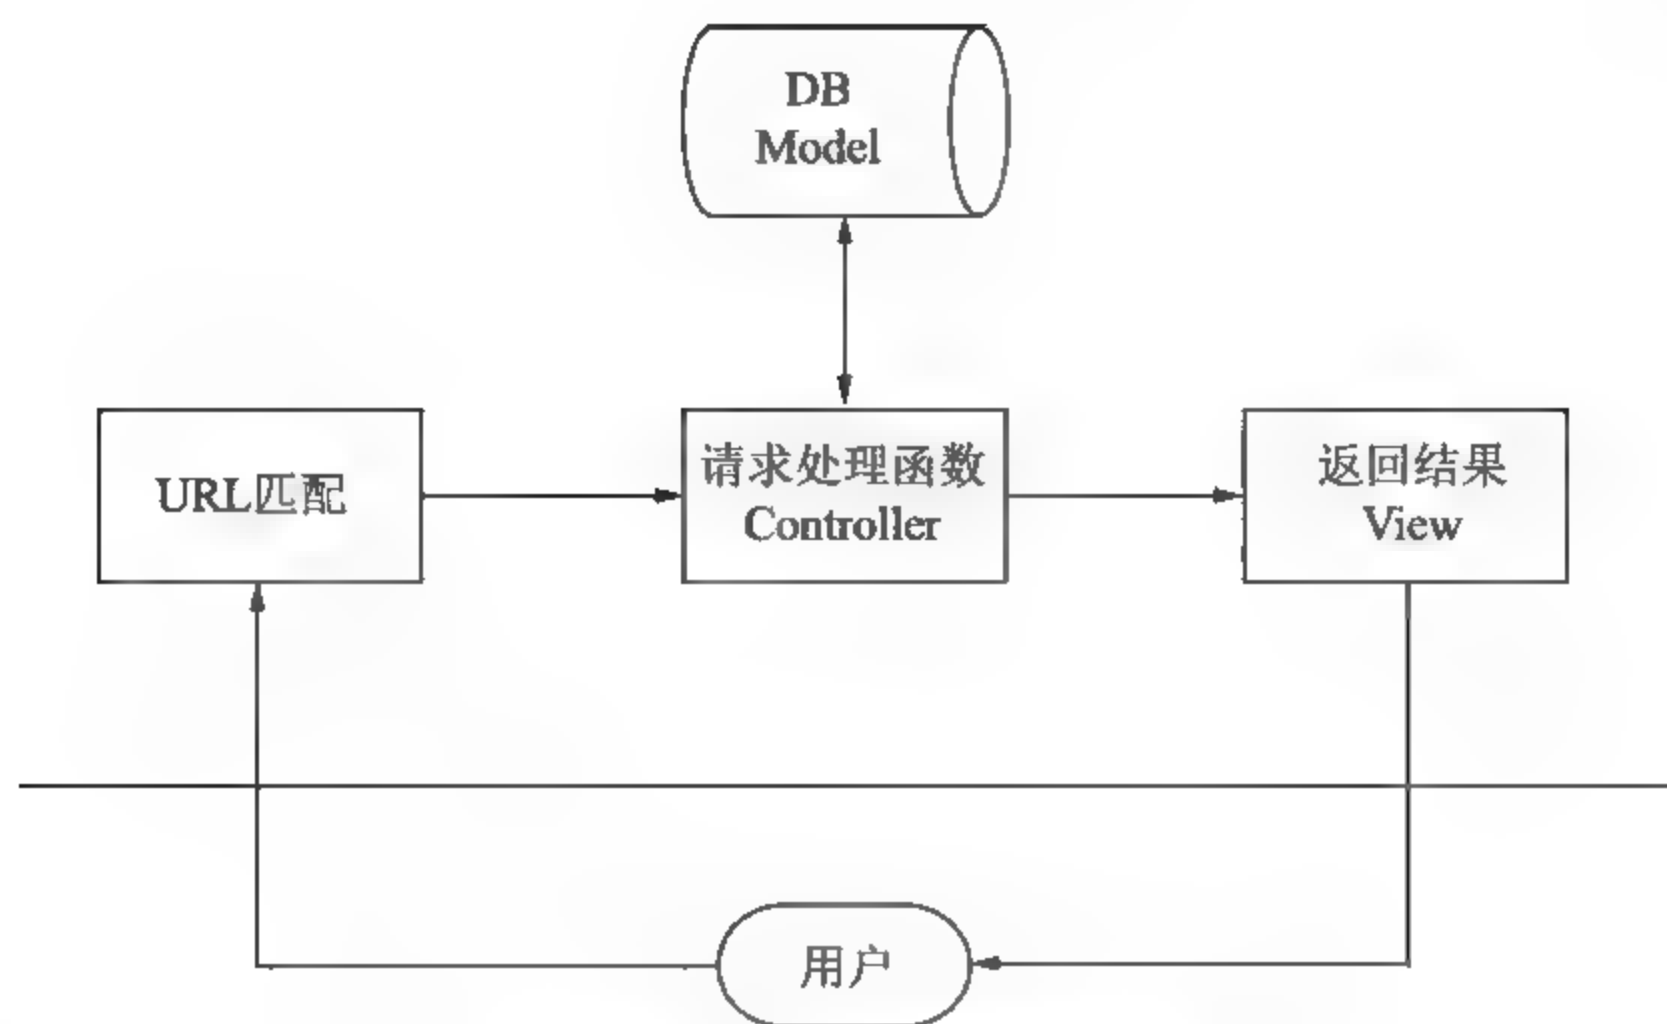 DB
Model
URL匹配
请求处理函数
Controller
返回结果
View
用户